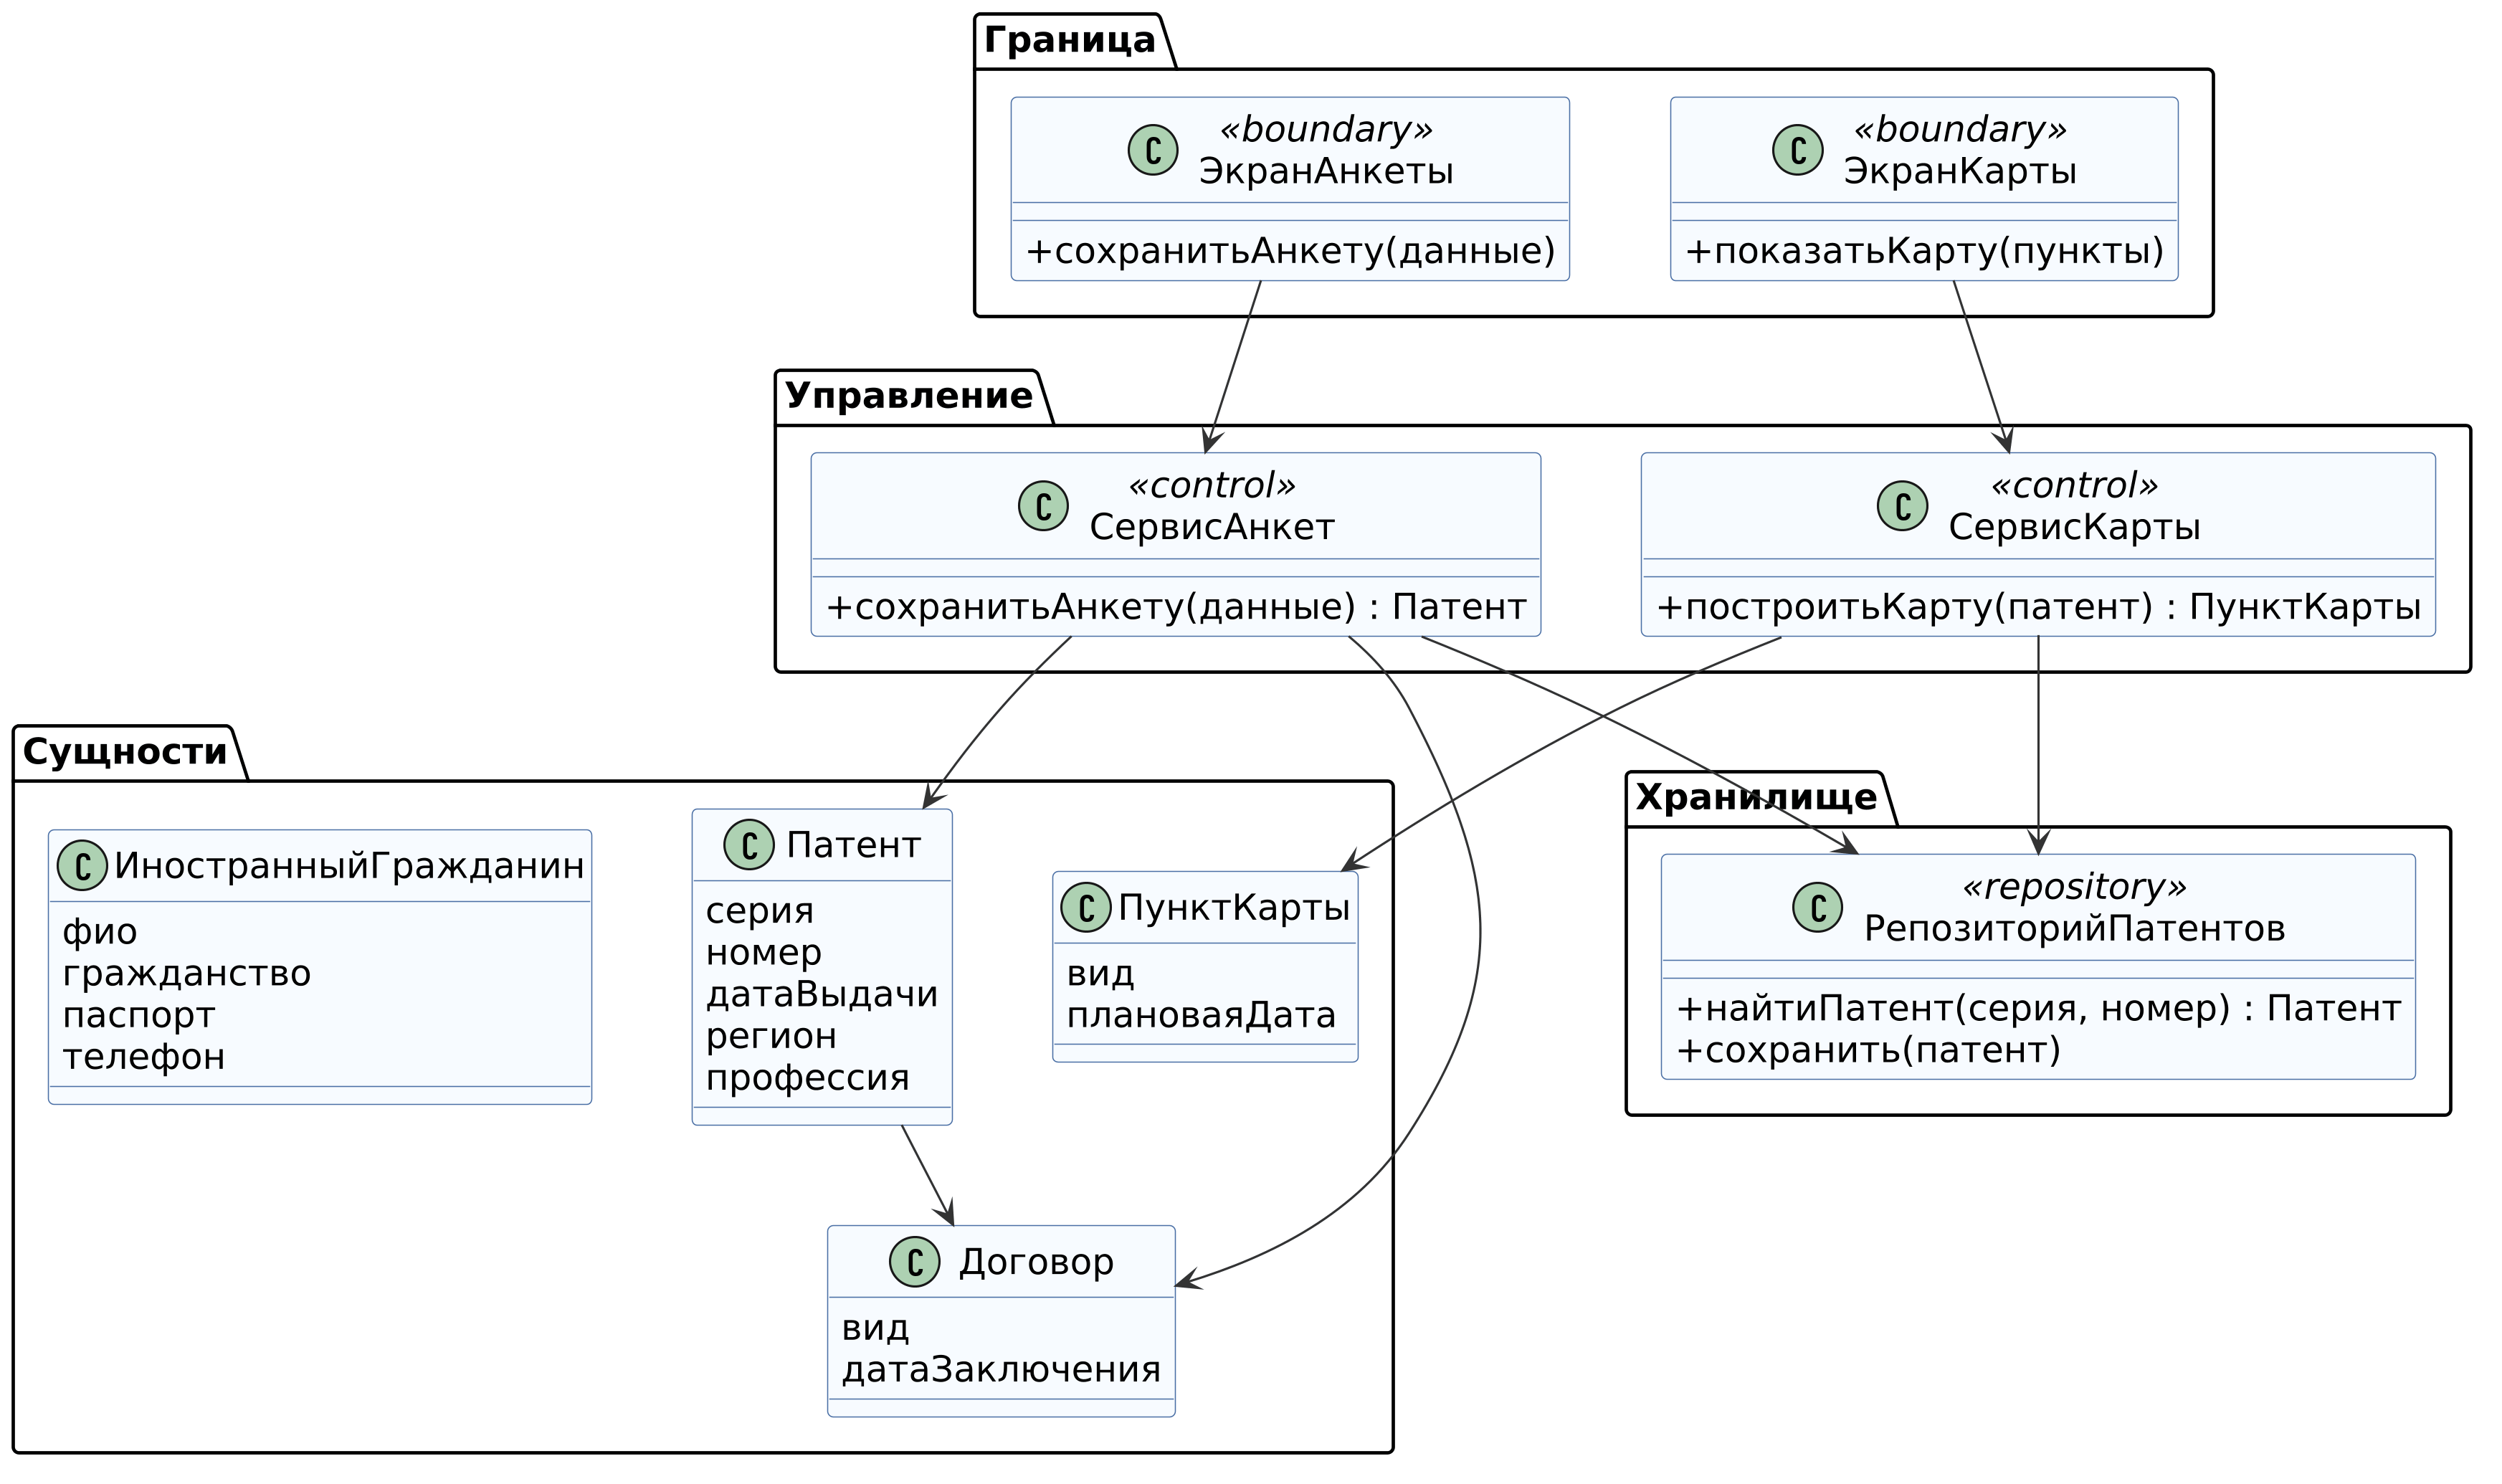 Граница
«boundary»
C
ЭкранАнкеты
+сохранитьАнкету(данные)
«boundary»
C
ЭкранКарты
+показатьКарту(пункты)
Управление
«control»
C
СервисАнкет
+сохранитьАнкету(данные) : Патент
«control»
C
СервисКарты
+построитьКарту(патент) : ПунктКарты
Сущности
C ИностранныйГражданин
фио
гражданство
паспорт
телефон
C Патент
серия
номер
датаВыдачи
регион
профессия
C ПунктКарты
вид
плановаяДата
C Договор
вид
датаЗаключения
Хранилище
«repository»
C
РепозиторийПатентов
+найтиПатент(серия, номер) : Патент
+сохранить(патент)